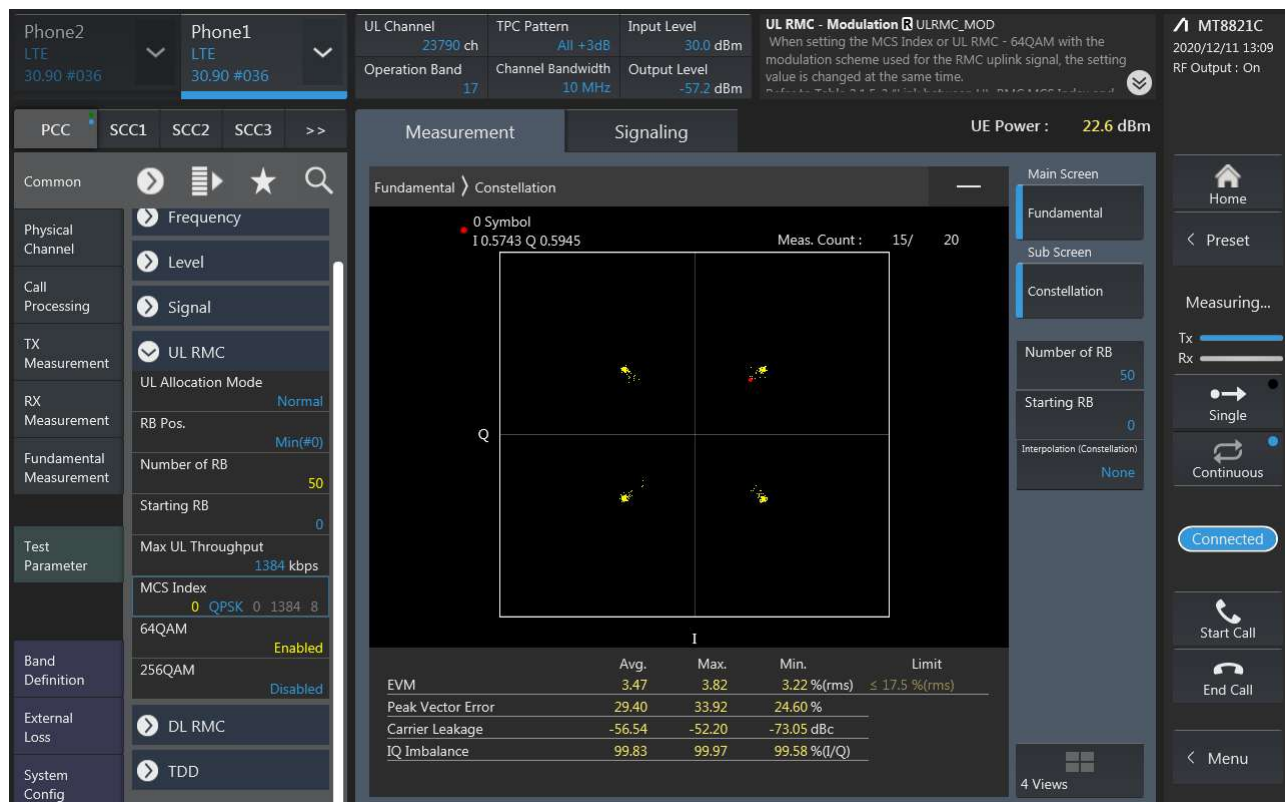 Phone2
LTE
30.90 #036
Phone1
LTE
30.90 #036
UL Channel
23790 ch
Operation Band
17
TPC Pattern
All +3dB
Channel Bandwidth
10 MHz
Input Level
30.0 dBm
Output Level
-57.2 dBm
UL RMC - Modulation R ULRMC_MOD
When setting the MCS Index or UL RMC - 64QAM with the
modulation scheme used for the RMC uplink signal, the setting
value is changed at the same time.
MT8821C
2020/12/11 13:09
RF Output : On
PCC SCC1 SCC2 SCC3 >>
Measurement
Signaling
UE Power : 22.6 dBm
Common
Physical
Channel
Call
Processing
TX
Measurement
RX
Measurement
Fundamental
Measurement
Test
Parameter
Band
Definition
External
Loss
System
Config
Frequency
Level
Signal
UL RMC
UL Allocation Mode
Normal
RB Pos.
Min(#0)
Number of RB
50
Starting RB
0
Max UL Throughput
1384 kbps
MCS Index
0 QPSK 0 1384 8
64QAM
Enabled
256QAM
Disabled
DL RMC
TDD
Fundamental 〉 Constellation
0 Symbol
I 0.5743 Q 0.5945
Meas. Count : 15/ 20
Q
I
Avg. Max. Min. Limit
EVM 3.47 3.82 3.22 %(rms) ≤ 17.5 %(rms)
Peak Vector Error 29.40 33.92 24.60 %
Carrier Leakage -56.54 -52.20 -73.05 dBc
IQ Imbalance 99.83 99.97 99.58 %(I/Q)
Main Screen
Fundamental
Sub Screen
Constellation
Number of RB
50
Starting RB
0
Interpolation (Constellation)
None
4 Views
Home
< Preset
Measuring...
Tx
Rx
Single
Continuous
Connected
Start Call
End Call
< Menu